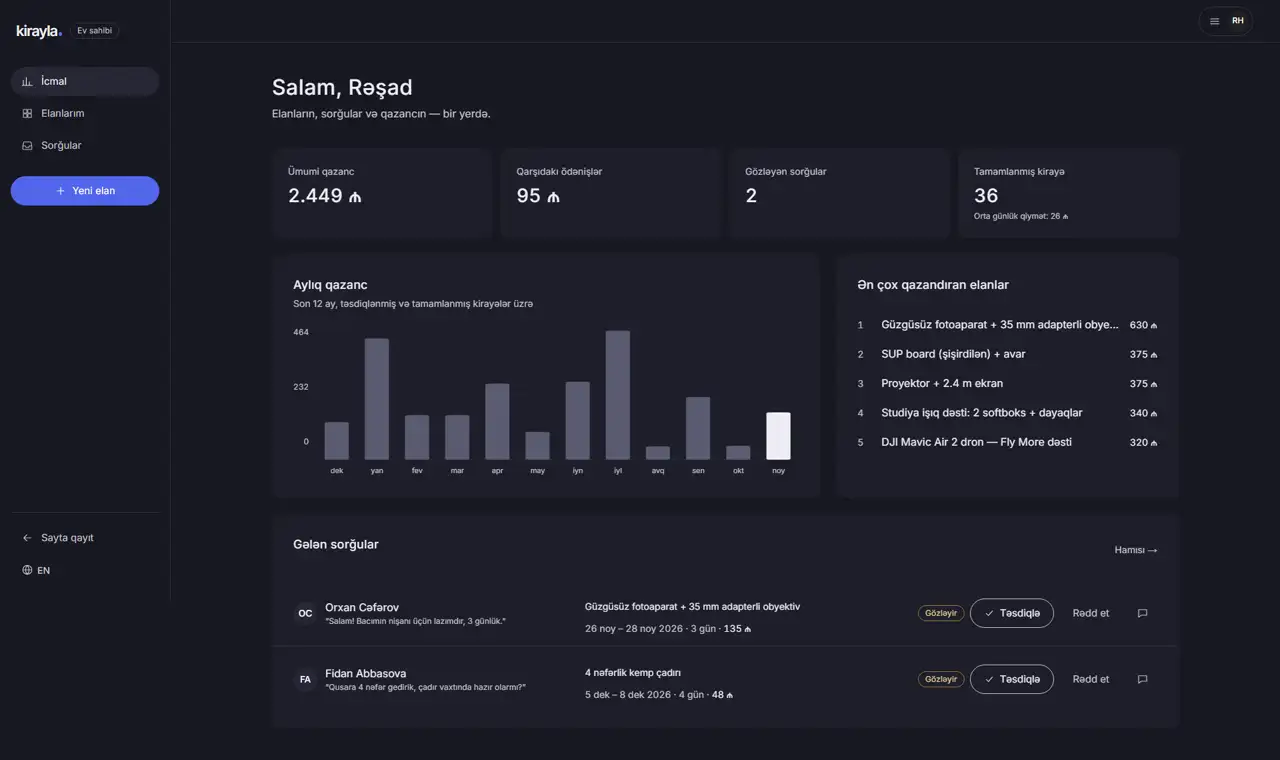 kirayla.
Ev sahibi
RH
İcmal
Elanlarım
Sorğular
+ Yeni elan
← Sayta qayıt
EN
Salam, Rəşad
Elanların, sorğular və qazancın — bir yerdə.
Ümumi qazanc
2.449 ₼
Qarşıdakı ödənişlər
95 ₼
Gözləyən sorğular
2
Tamamlanmış kirayə
36
Orta günlük qiymət: 26 ₼
Aylıq qazanc
Son 12 ay, təsdiqlənmiş və tamamlanmış kirayələr üzrə
464
232
0
dek yan fev mar apr may iyn iyl avq sen okt noy
Ən çox qazandıran elanlar
1 Güzgüsüz fotoaparat + 35 mm adapterli obye... 630 ₼
2 SUP board (şişirdilən) + avar 375 ₼
3 Proyektor + 2.4 m ekran 375 ₼
4 Studiya işıq dəsti: 2 softboks + dayaqlar 340 ₼
5 DJI Mavic Air 2 dron — Fly More dəsti 320 ₼
Gələn sorğular
Hamısı →
OC
Orxan Cəfərov
“Salam! Bacımın nişanı üçün lazımdır, 3 günlük.”
Güzgüsüz fotoaparat + 35 mm adapterli obyektiv
26 noy – 28 noy 2026 · 3 gün · 135 ₼
Gözləyir
✓ Təsdiqlə
Rədd et
FA
Fidan Abbasova
“Qusara 4 nəfər gedirik, çadır vaxtında hazır olarmı?”
4 nəfərlik kemp çadırı
5 dek – 8 dek 2026 · 4 gün · 48 ₼
Gözləyir
✓ Təsdiqlə
Rədd et